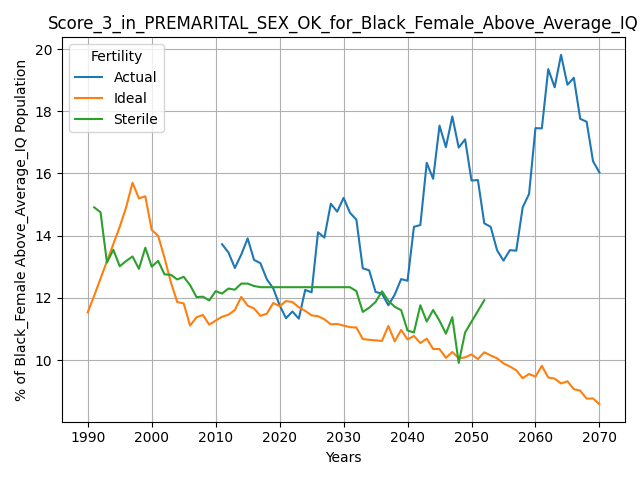 Score_3_in_PREMARITAL_SEX_OK_for_Black_Female_Above_Average_IQ
% of Black_Female Above_Average_IQ Population
20
18
16
14
12
10
Fertility
Actual
Ideal
Sterile
1990 2000 2010 2020 2030 2040 2050 2060 2070
Years